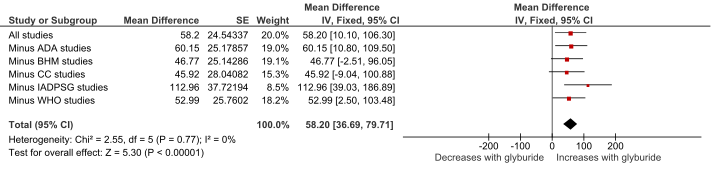 Mean Difference Mean Difference
Study or Subgroup Mean Difference SE Weight IV, Fixed, 95% CI IV, Fixed, 95% CI
All studies 58.2 24.54337 20.0% 58.20 [10.10, 106.30]
Minus ADA studies 60.15 25.17857 19.0% 60.15 [10.80, 109.50]
Minus BHM studies 46.77 25.14286 19.1% 46.77 [-2.51, 96.05]
Minus CC studies 45.92 28.04082 15.3% 45.92 [-9.04, 100.88]
Minus IADPSG studies 112.96 37.72194 8.5% 112.96 [39.03, 186.89]
Minus WHO studies 52.99 25.7602 18.2% 52.99 [2.50, 103.48]
Total (95% CI) 100.0% 58.20 [36.69, 79.71]
Heterogeneity: Chi² = 2.55, df = 5 (P = 0.77); I² = 0%
Test for overall effect: Z = 5.30 (P < 0.00001)
-200 -100 0 100 200
Decreases with glyburide Increases with glyburide